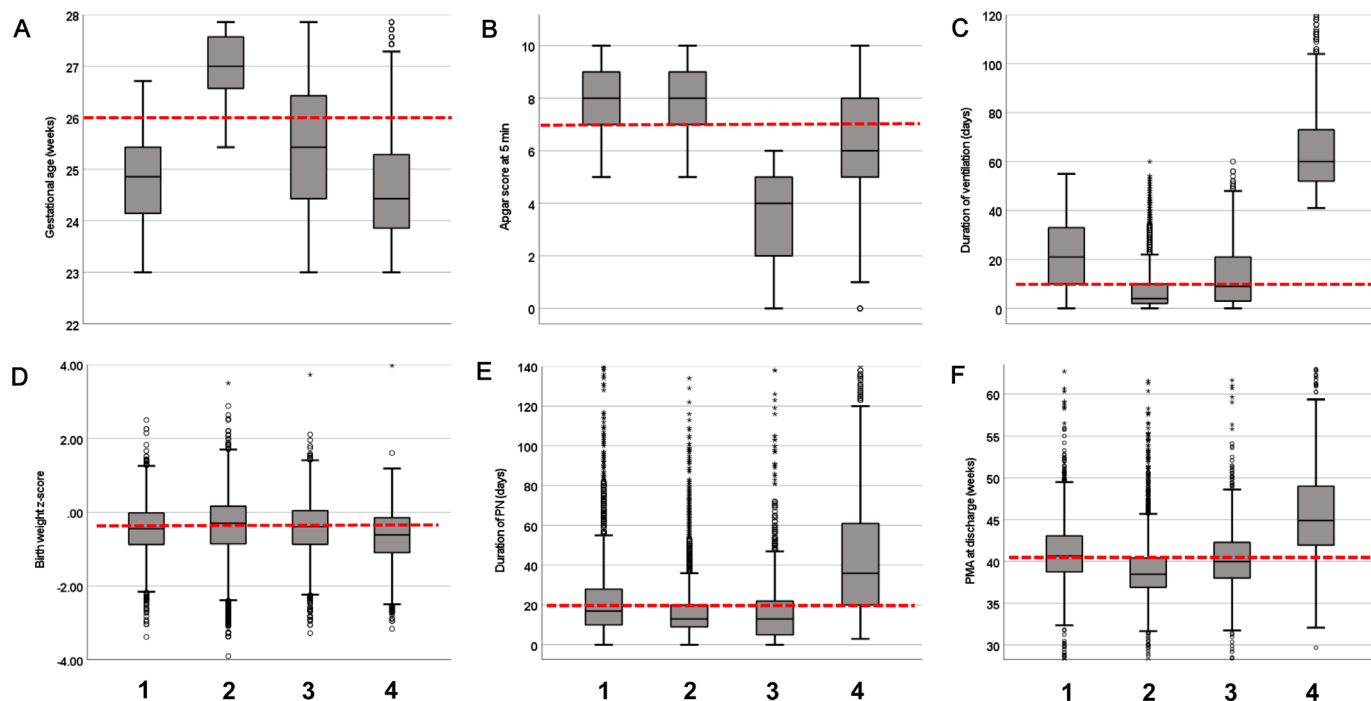 A
Gestational age (weeks)
28
27
26
25
24
23
22
B
Apgar score at 5 min
10
8
6
4
2
0
C
Duration of ventilation (days)
120
100
80
60
40
20
0
D
Birth weight z-score
4.00
2.00
.00
-2.00
-4.00
1 2 3 4
E
Duration of PN (days)
140
120
100
80
60
40
20
0
1 2 3 4
F
PMA at discharge (weeks)
60
55
50
45
40
35
30
1 2 3 4